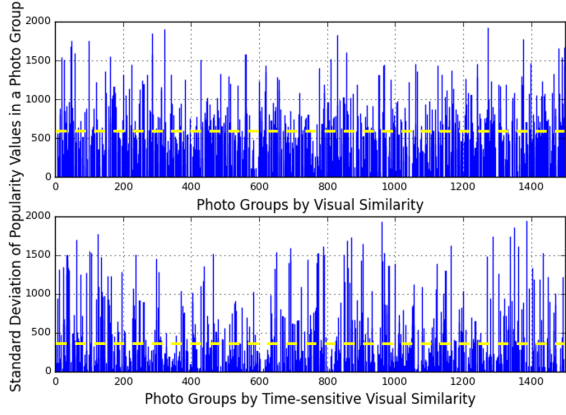 Standard Deviation of Popularity Values in a Photo Group
2000
1500
1000
500
0
0 200 400 600 800 1000 1200 1400
Photo Groups by Visual Similarity
2000
1500
1000
500
0
0 200 400 600 800 1000 1200 1400
Photo Groups by Time-sensitive Visual Similarity